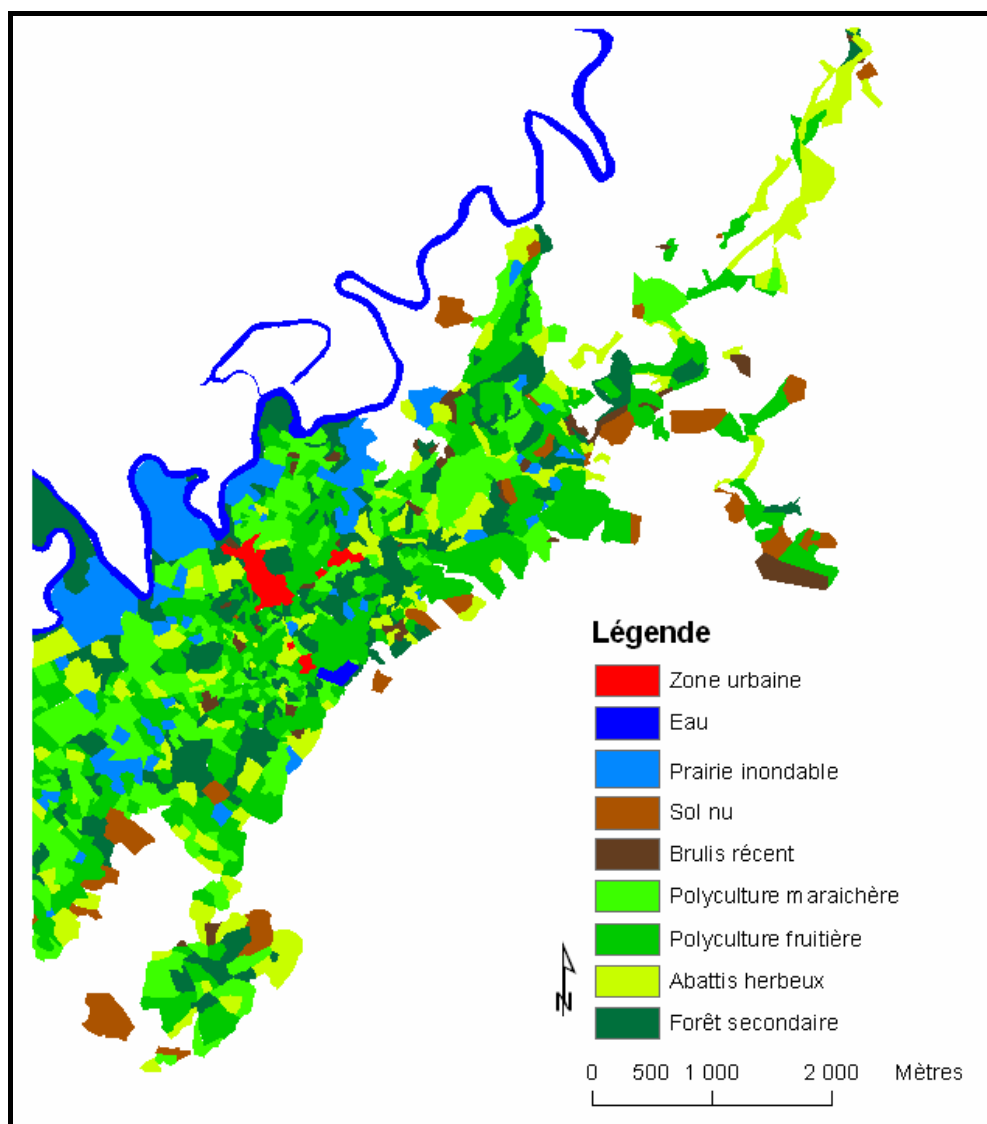 Légende
Zone urbaine
Eau
Prairie inondable
Sol nu
Brulis récent
Polyculture maraichère
Polyculture fruitière
Abattis herbeux
Forêt secondaire
N
0 500 1 000 2 000 Mètres